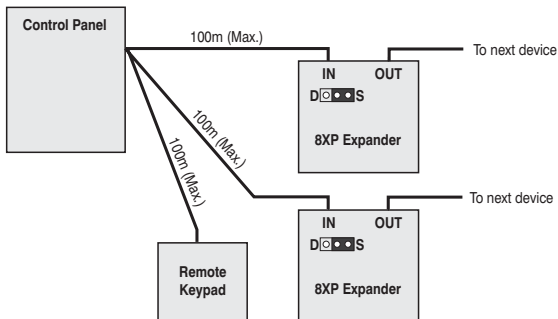 Control Panel
100m (Max.)
To next device
IN OUT
D S
8XP Expander
100m (Max.)
100m (Max.)
To next device
IN OUT
D S
8XP Expander
Remote
Keypad